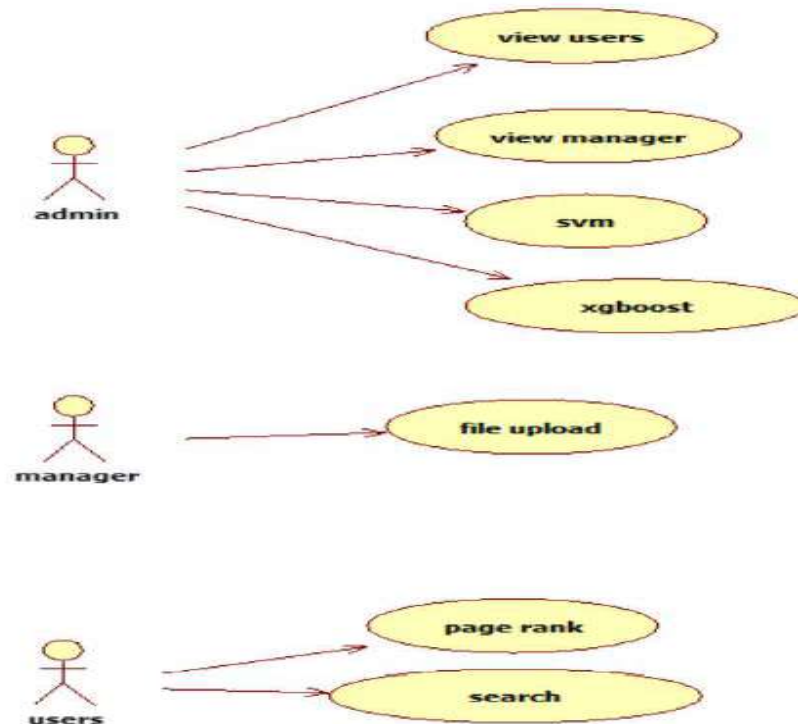 view users
view manager
admin
svm
xgboost
file upload
manager
page rank
search
users